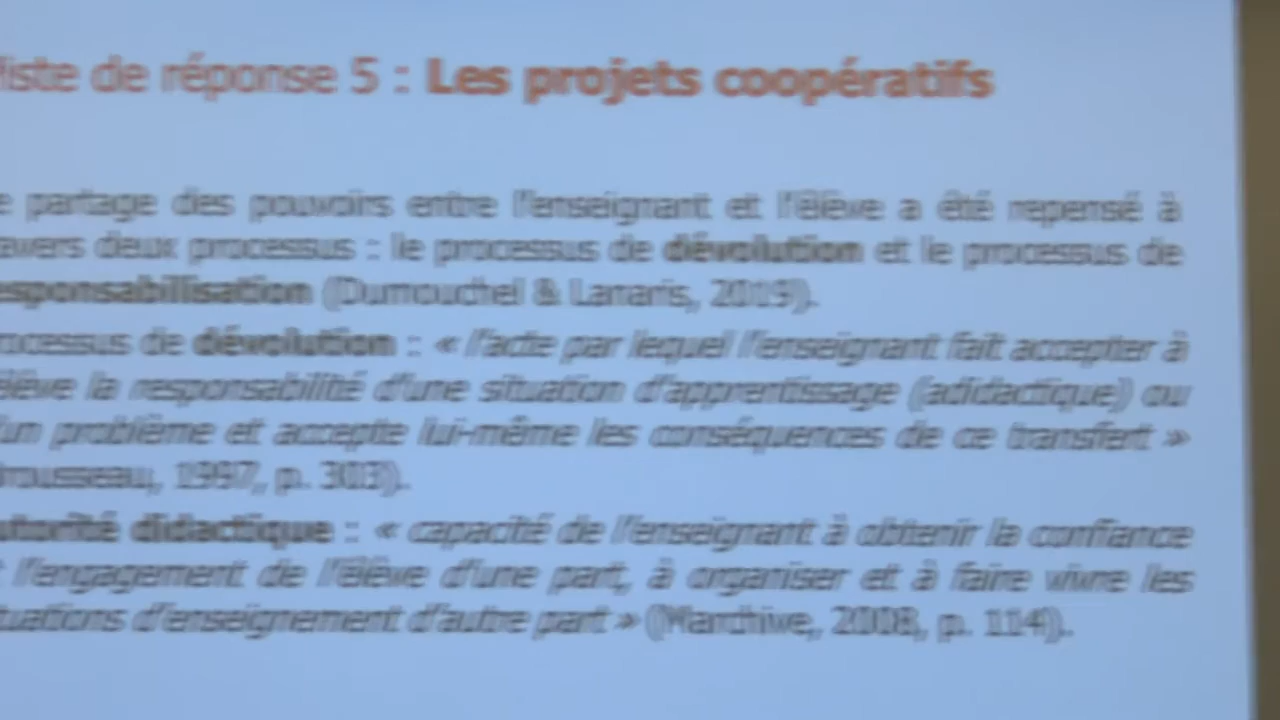 iste de réponse 5 : Les projets coopératifs
e partage des pouvoirs entre l'enseignant et l'élève a été repensé à
avers deux processus : le processus de dévolution et le processus de
esponsabilisation (Dumouchel & Lanaris, 2019).
ocessus de dévolution : « l'acte par lequel l'enseignant fait accepter à
élève la responsabilité d'une situation d'apprentissage (adidactique) ou
'un problème et accepte lui-même les conséquences de ce transfert »
rousseau, 1997, p. 303).
utorité didactique : « capacité de l'enseignant à obtenir la confiance
l'engagement de l'élève d'une part, à organiser et à faire vivre les
tuations d'enseignement d'autre part » (Marchive, 2008, p. 114).